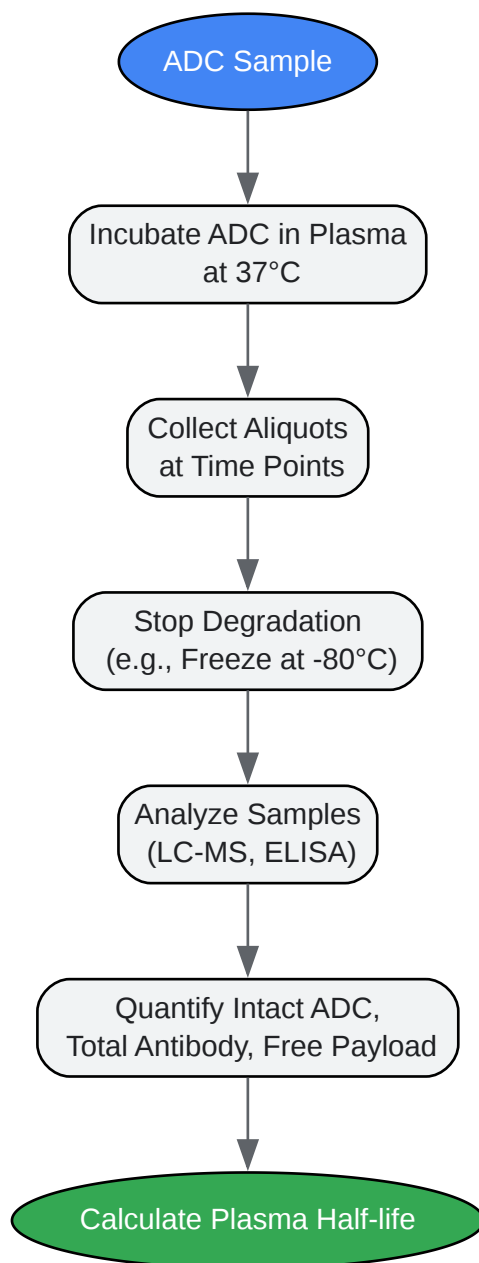 ADC Sample
Incubate ADC in Plasma
at 37°C
Collect Aliquots
at Time Points
Stop Degradation
(e.g., Freeze at -80°C)
Analyze Samples
(LC-MS, ELISA)
Quantify Intact ADC,
Total Antibody, Free Payload
Calculate Plasma Half-life